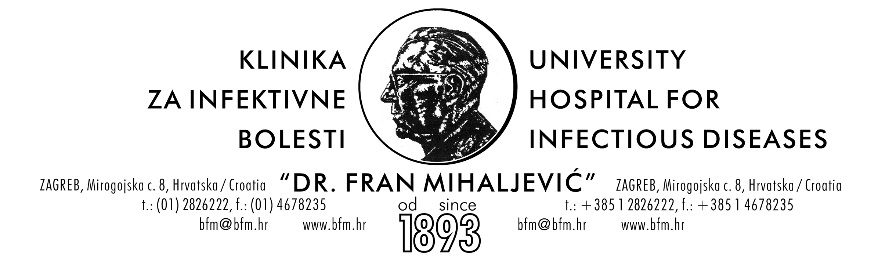 KLINIKA
ZA INFEKTIVNE
BOLESTI
UNIVERSITY
HOSPITAL FOR
INFECTIOUS DISEASES
"DR. FRAN MIHALJEVIĆ"
ZAGREB, Mirogojska c. 8, Hrvatska / Croatia
t.: (01) 2826222, f.: (01) 4678235
bfm@bfm.hr www.bfm.hr
od since
1893
ZAGREB, Mirogojska c. 8, Hrvatska / Croatia
t.: +385 1 2826222, f.: +385 1 4678235
bfm@bfm.hr www.bfm.hr